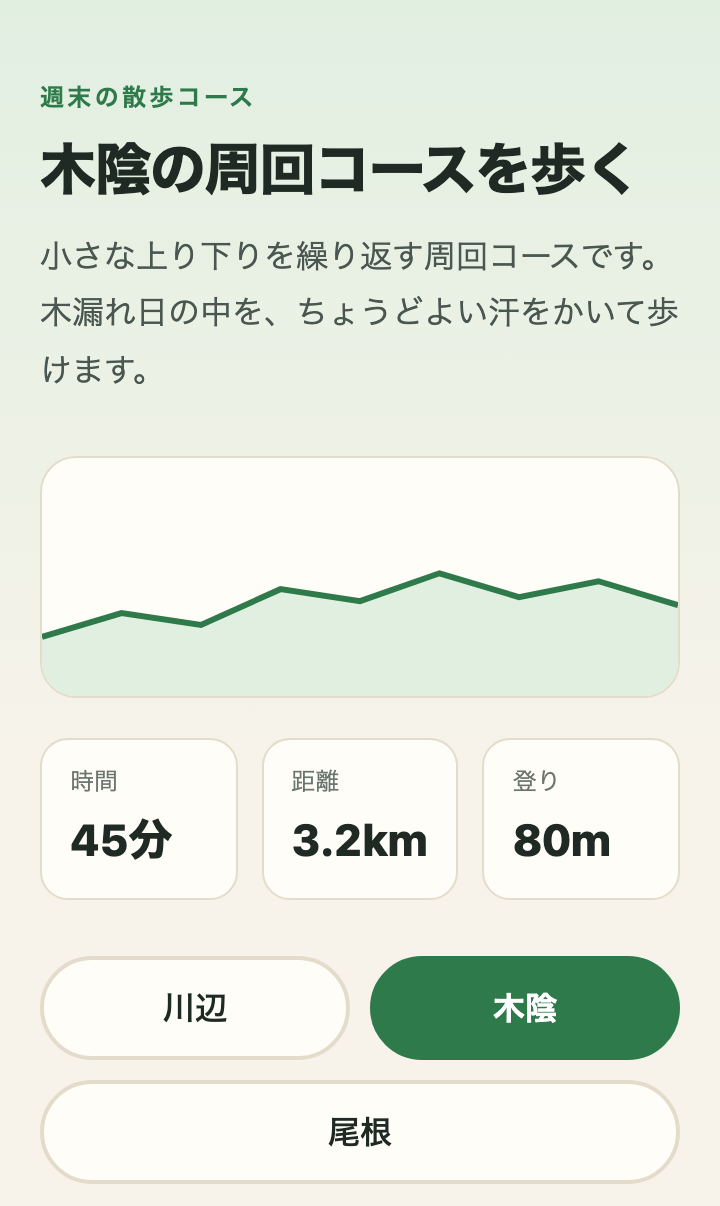 週末の散歩コース
木陰の周回コースを歩く
小さな上り下りを繰り返す周回コースです。
木漏れ日の中を、ちょうどよい汗をかいて歩
けます。
時間
45分
距離
3.2km
登り
80m
川辺
木陰
尾根